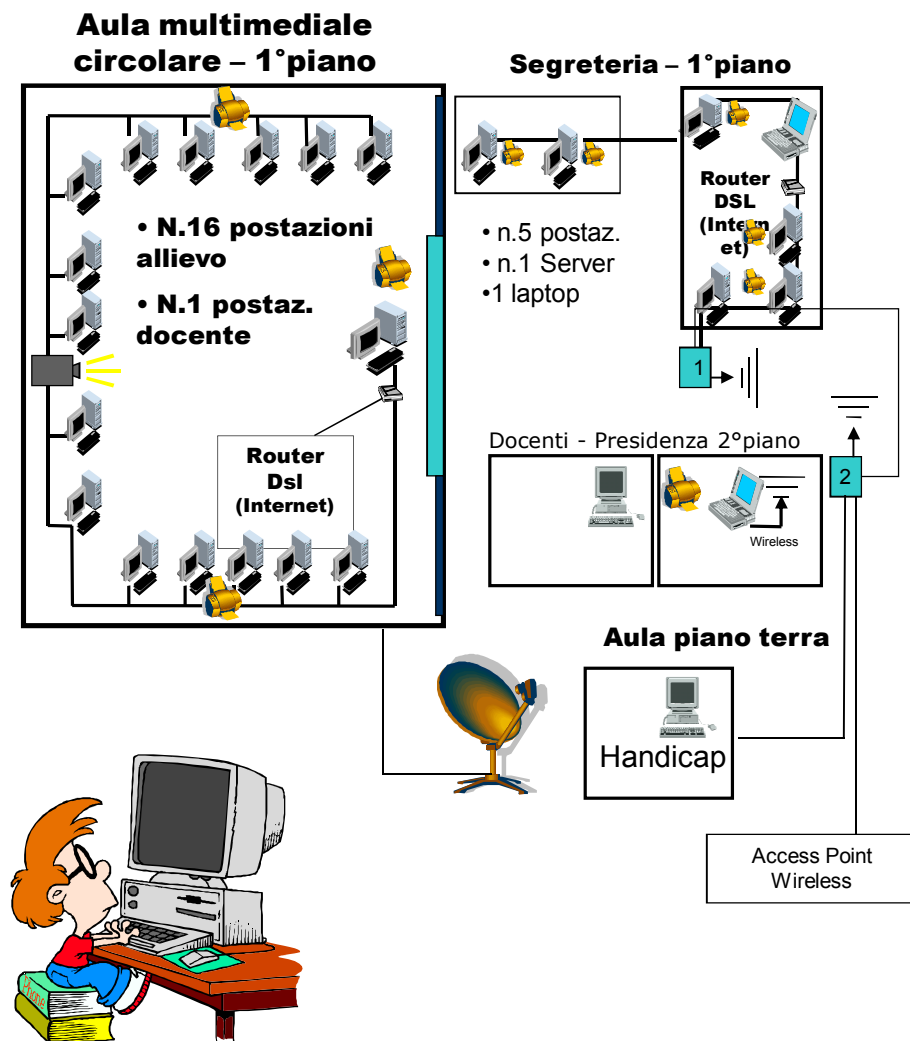 Aula multimediale
circolare – 1°piano
Segreteria – 1°piano
• N.16 postazioni
allievo
• N.1 postaz.
docente
Router
Dsl
(Internet)
• n.5 postaz.
• n.1 Server
•1 laptop
Router
DSL
(Intern
et)
1
2
Docenti - Presidenza 2°piano
Wireless
Aula piano terra
Handicap
Access Point
Wireless
Phone